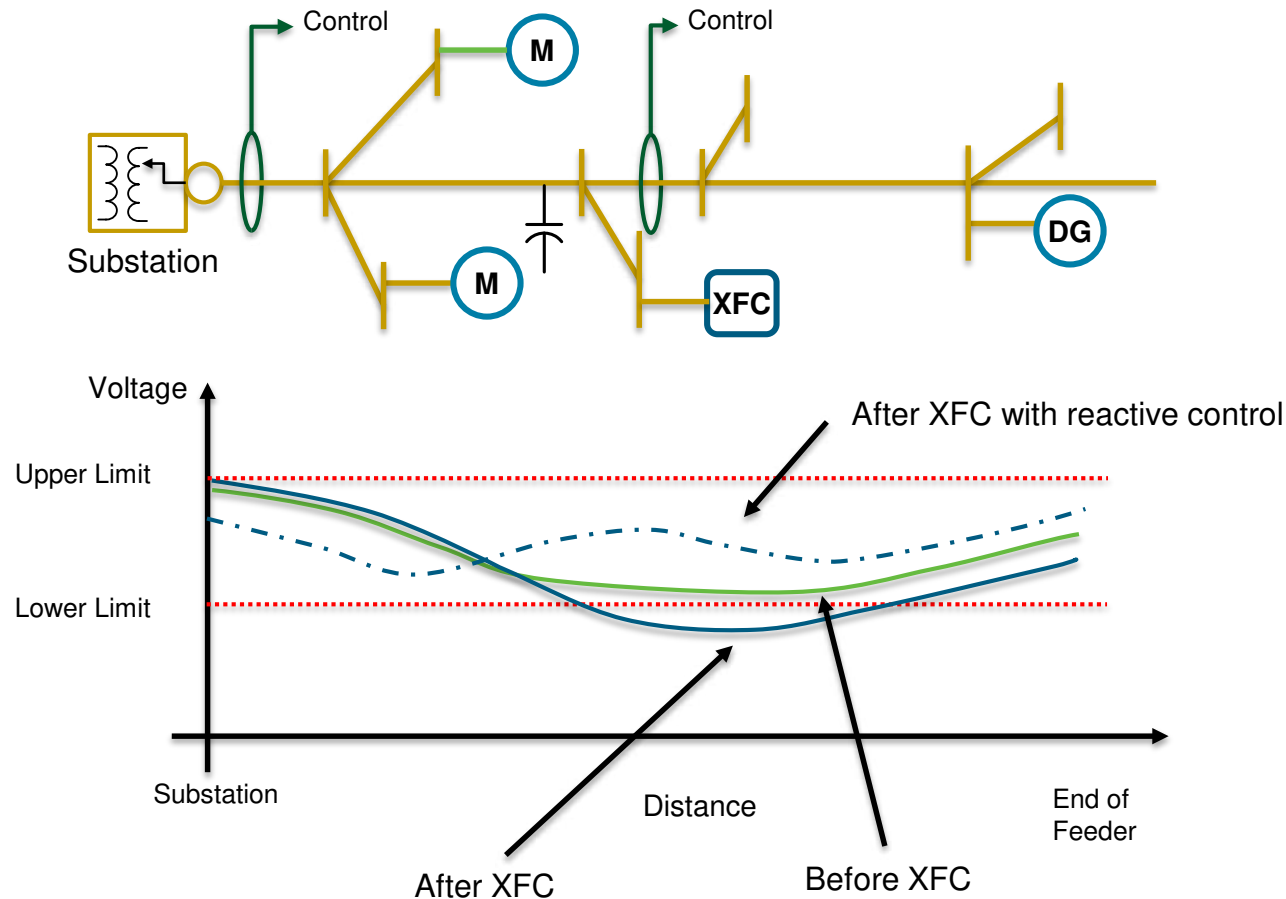 Control
Control
M
M
DG
XFC
Substation
Voltage
After XFC with reactive control
Upper Limit
Lower Limit
Substation
Distance
End of
Feeder
After XFC
Before XFC